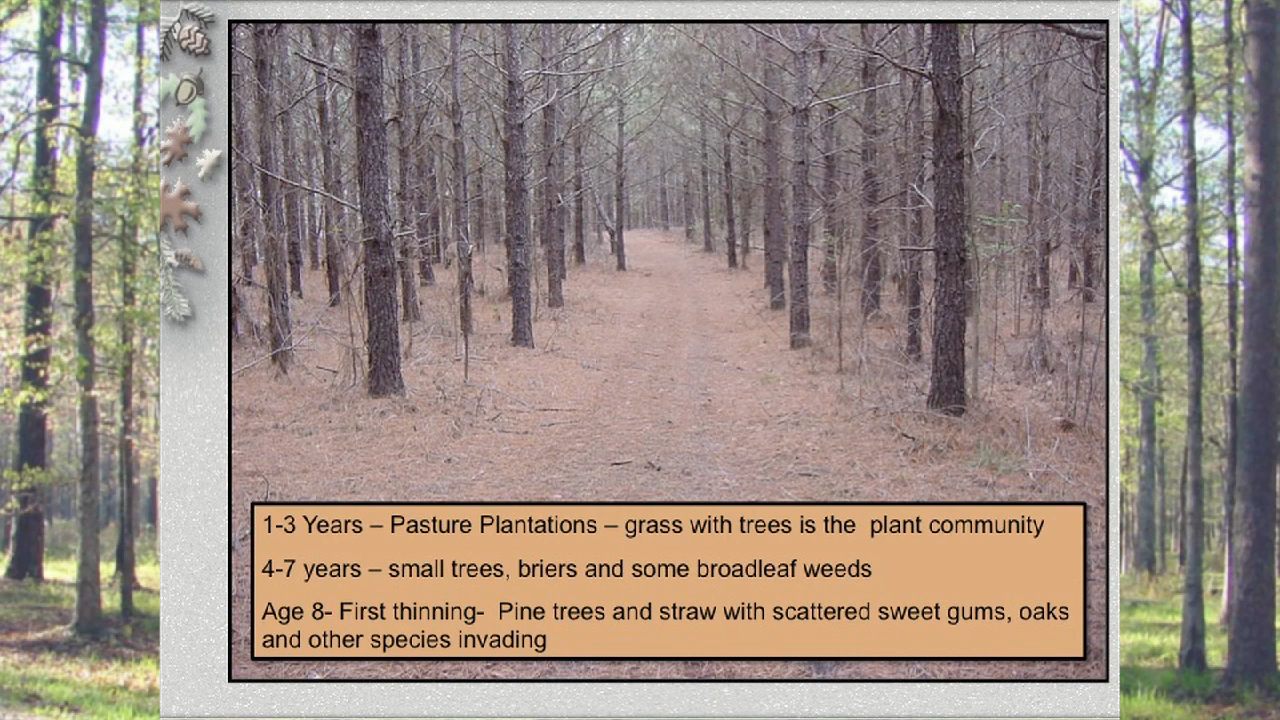 1-3 Years – Pasture Plantations – grass with trees is the  plant community
4-7 years – small trees, briers and some broadleaf weeds
Age 8- First thinning-  Pine trees and straw with scattered sweet gums, oaks
and other species invading